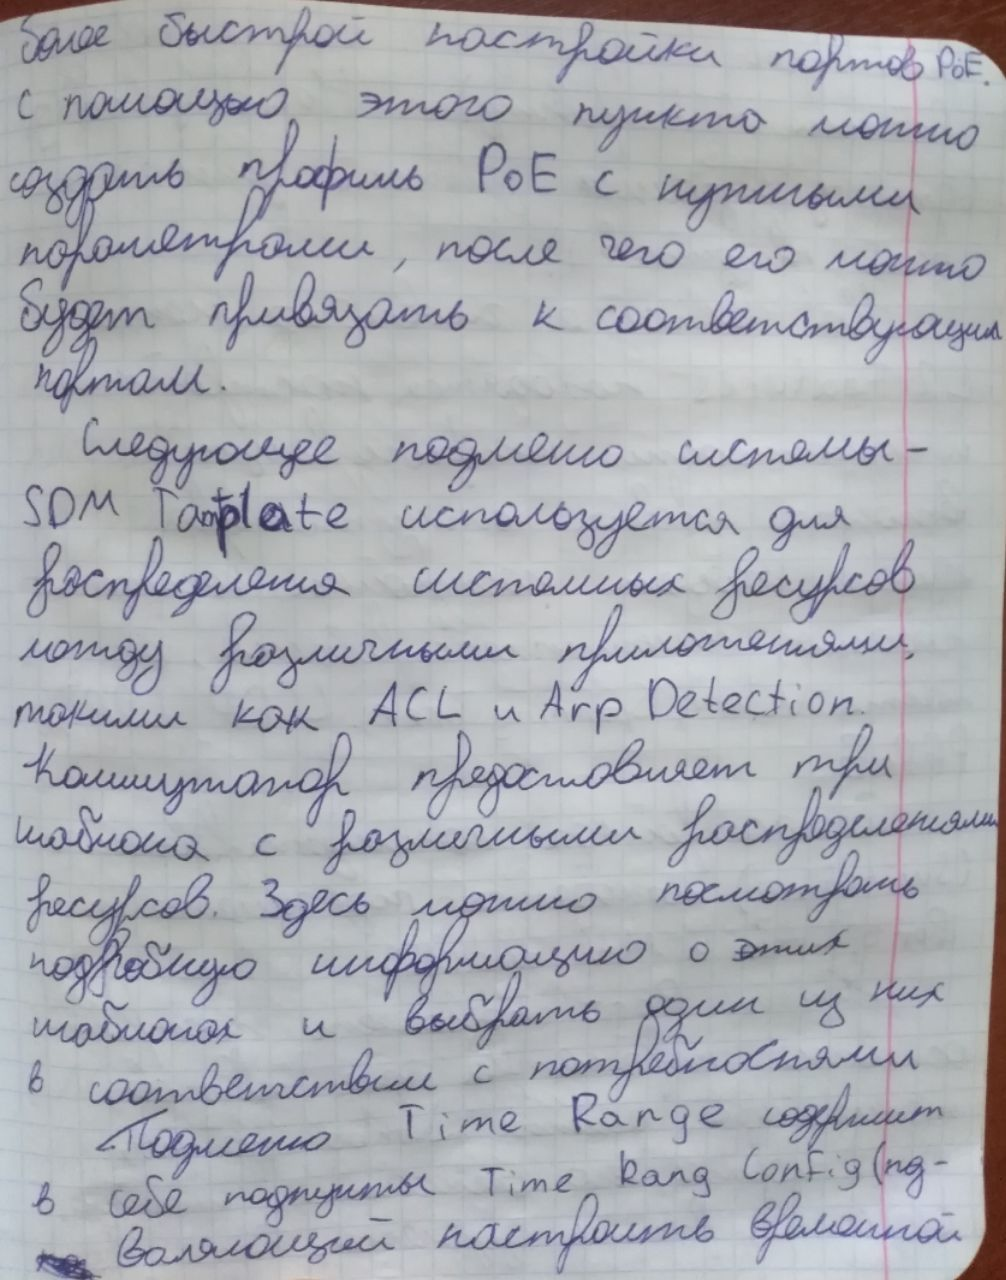 более быстрой настройки портов PoE.
С помощью этого пункта можно
создать профиль PoE с нужными
параметрами, после чего его можно
будет привязать к соответствующим
портам.
Следующее подменю системы -
SDM Tamplate используется для
распределения системных ресурсов
между различными приложениями,
такими как ACL и Arp Detection.
Коммутатор предоставляет три
шаблона с различными распределениями
ресурсов. Здесь можно посмотреть
подробную информацию о этих
шаблонах и выбрать один из них
в соответствии с потребностями
Подменю Time Range содержит
в себе подпункты Time Rang Config (по-
зволяющий настроить временной